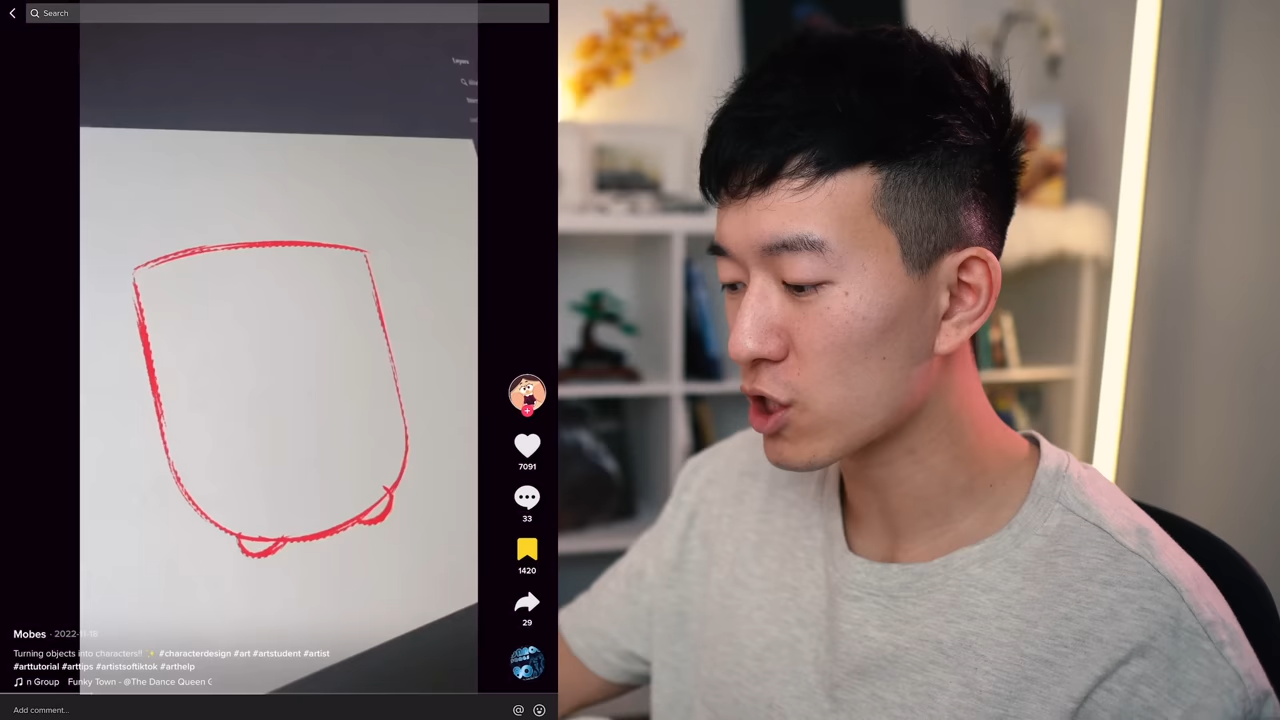 Search
7091
33
1420
29
Mobes · 2022-
Turning objects into characters!! #characterdesign #art #artstudent #artist
#arttutorial #arttips #artistsoftiktok #arthelp
n Group Funky Town - @The Dance Queen
Add comment...
@